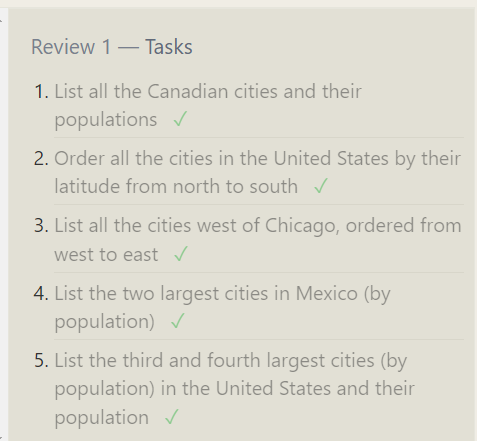 Review 1 — Tasks
1. List all the Canadian cities and their
populations ✓
2. Order all the cities in the United States by their
latitude from north to south ✓
3. List all the cities west of Chicago, ordered from
west to east ✓
4. List the two largest cities in Mexico (by
population) ✓
5. List the third and fourth largest cities (by
population) in the United States and their
population ✓